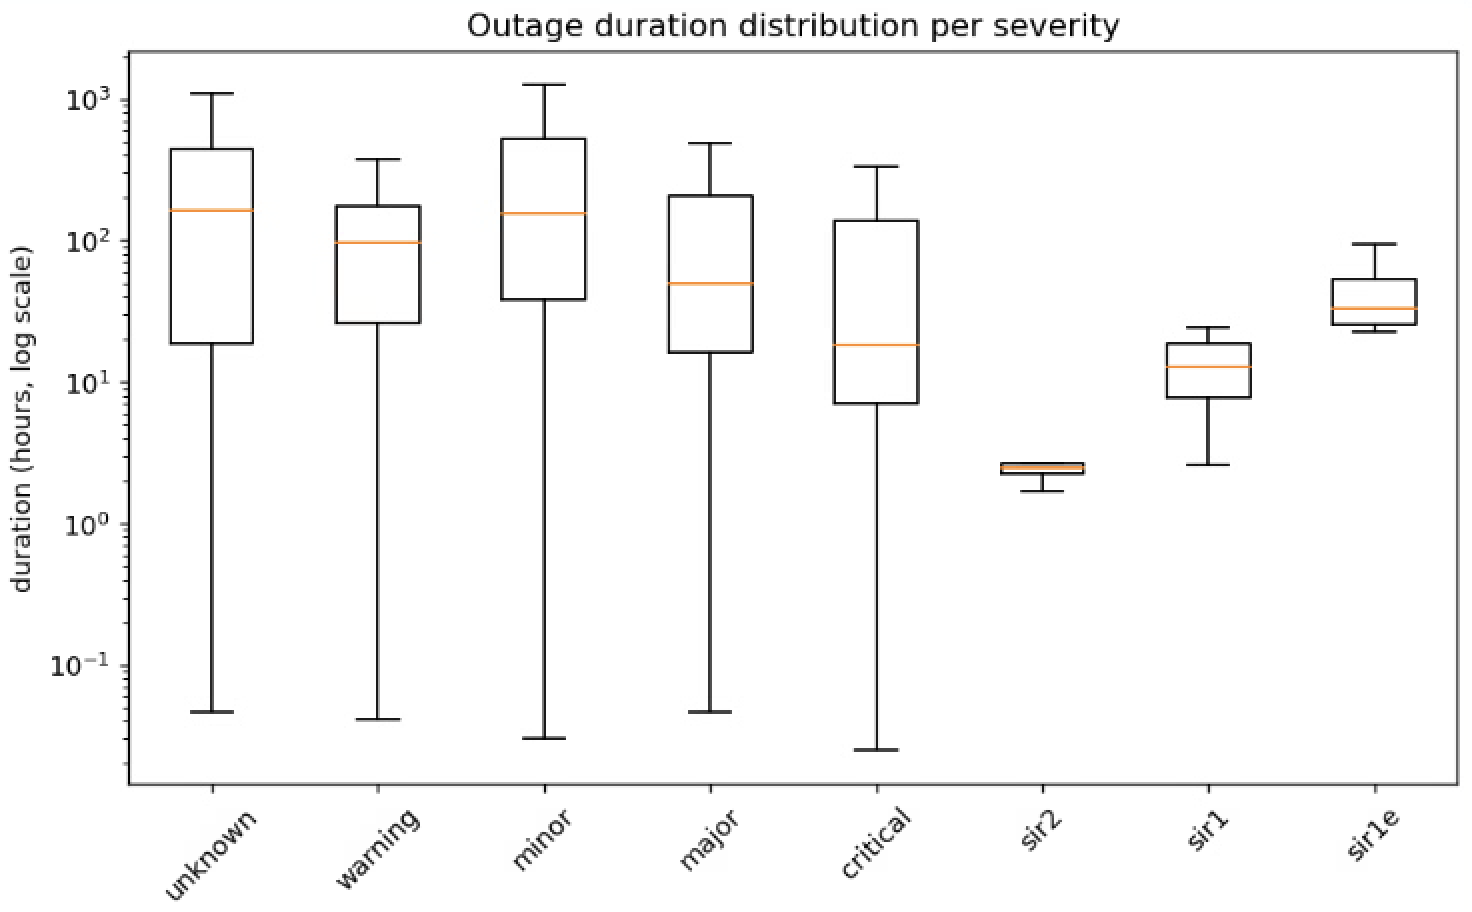 Outage duration distribution per severity
duration (hours, log scale)
10³
10²
10¹
10⁰
10⁻¹
unknown
warning
minor
major
critical
sir2
sir1
sir1e